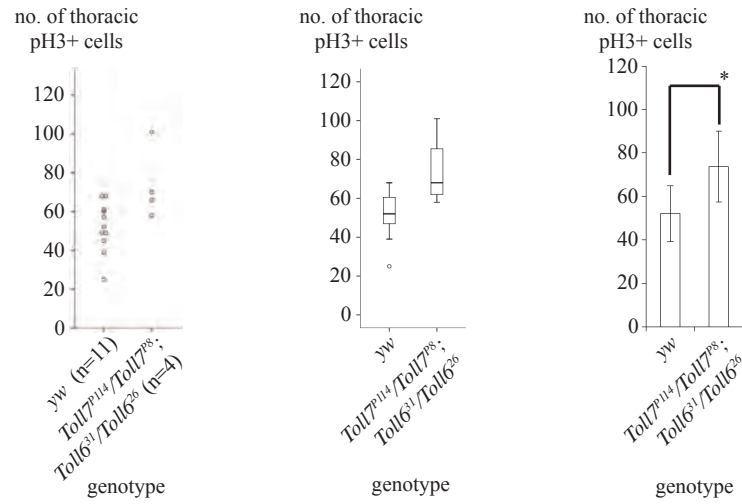 no. of thoracic
pH3+ cells
120
100
80
60
40
20
0
yw (n=11)
Toll7ᴾ¹¹⁴/Toll7ᴾ⁸;
Toll6³¹/Toll6²⁶ (n=4)
genotype
no. of thoracic
pH3+ cells
120
100
80
60
40
20
0
yw
Toll7ᴾ¹¹⁴/Toll7ᴾ⁸;
Toll6³¹/Toll6²⁶
genotype
no. of thoracic
pH3+ cells
120
100
80
60
40
20
0
*
yw
Toll7ᴾ¹¹⁴/Toll7ᴾ⁸;
Toll6³¹/Toll6²⁶
genotype